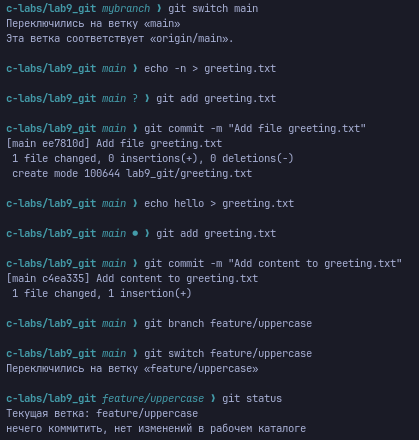 c-labs/lab9_git mybranch ❯ git switch main
Переключились на ветку «main»
Эта ветка соответствует «origin/main».
c-labs/lab9_git main ❯ echo -n > greeting.txt
c-labs/lab9_git main ? ❯ git add greeting.txt
c-labs/lab9_git main ❯ git commit -m "Add file greeting.txt"
[main ee7810d] Add file greeting.txt
1 file changed, 0 insertions(+), 0 deletions(-)
create mode 100644 lab9_git/greeting.txt
c-labs/lab9_git main ❯ echo hello > greeting.txt
c-labs/lab9_git main ● ❯ git add greeting.txt
c-labs/lab9_git main ❯ git commit -m "Add content to greeting.txt"
[main c4ea335] Add content to greeting.txt
1 file changed, 1 insertion(+)
c-labs/lab9_git main ❯ git branch feature/uppercase
c-labs/lab9_git main ❯ git switch feature/uppercase
Переключились на ветку «feature/uppercase»
c-labs/lab9_git feature/uppercase ❯ git status
Текущая ветка: feature/uppercase
нечего коммитить, нет изменений в рабочем каталоге